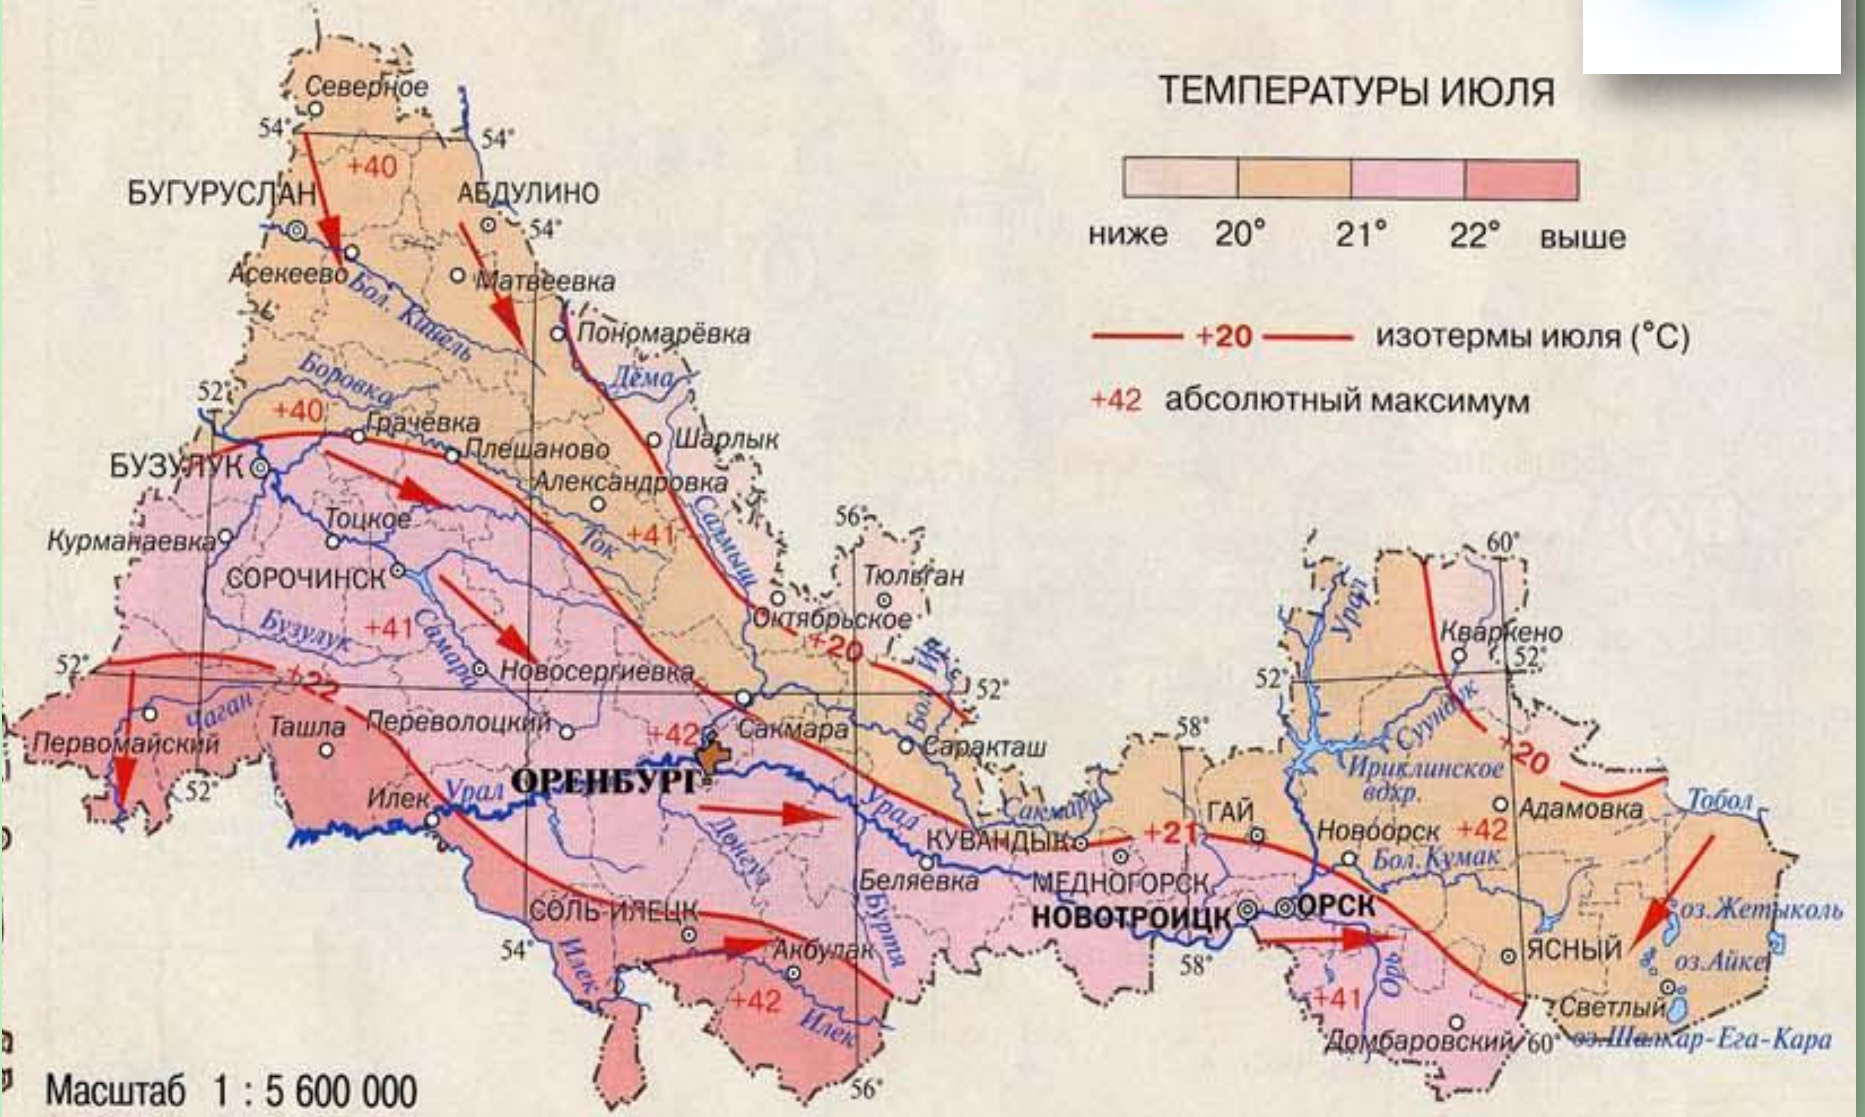 Северное
54° 54°
+40
БУГУРУСЛАН АБДУЛИНО
54°
Асекеево Матвеевка
Бол. Кинель
Пономарёвка
Дёма
Боровка
52°
+40
Грачёвка
Шарлык
Плешаново
БУЗУЛУК
Александровка
Салмыш
Тоцкое
+41
Ток
56°
Курманаевка
СОРОЧИНСК
Тюльган
Октябрьское
Бузулук
+41
Самара
+20
Бол. Ик
52°
Новосергиевка
52°
+22
Чаган
Ташла
Переволоцкий
+42
Сакмара
Саракташ
Первомайский
52°
ОРЕНБУРГ
Илек
Урал
Урал
Сакмара
КУВАНДЫК
+21
58°
ГАЙ
Донгуз
Беляевка
МЕДНОГОРСК
Буртя
НОВОТРОИЦК
ОРСК
СОЛЬ-ИЛЕЦК
54°
Илек
Акбулак
58°
+42
Илек
56°
60°
Урал
Кваркено
52°
52°
Суундук
+20
Ириклинское
вдхр.
Адамовка
Тобол
Новоорск
+42
Бол.Кумак
оз.Жетыколь
ЯСНЫЙ
оз.Айке
Орь
+41
Светлый
Домбаровский
60°
оз.Шалкар-Ега-Кара
ТЕМПЕРАТУРЫ ИЮЛЯ
ниже 20° 21° 22° выше
+20 изотермы июля (°С)
+42 абсолютный максимум
Масштаб 1 : 5 600 000